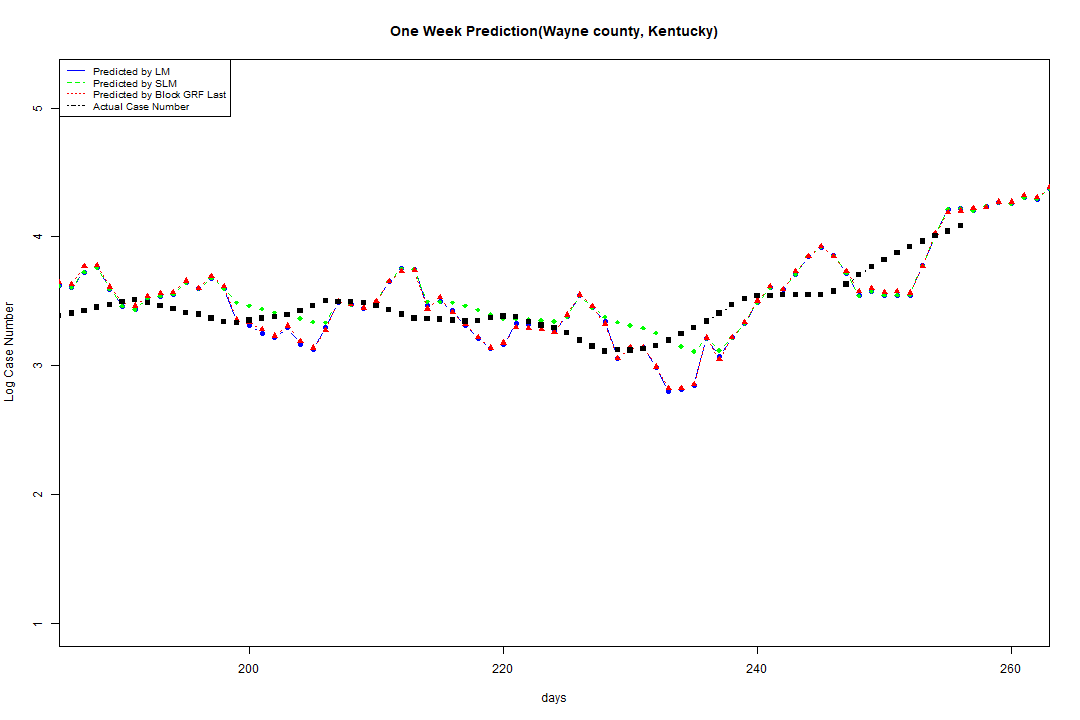 One Week Prediction(Wayne county, Kentucky)
Predicted by LM
Predicted by SLM
Predicted by Block GRF Last
Actual Case Number
5
4
3
2
1
Log Case Number
200 220 240 260
days